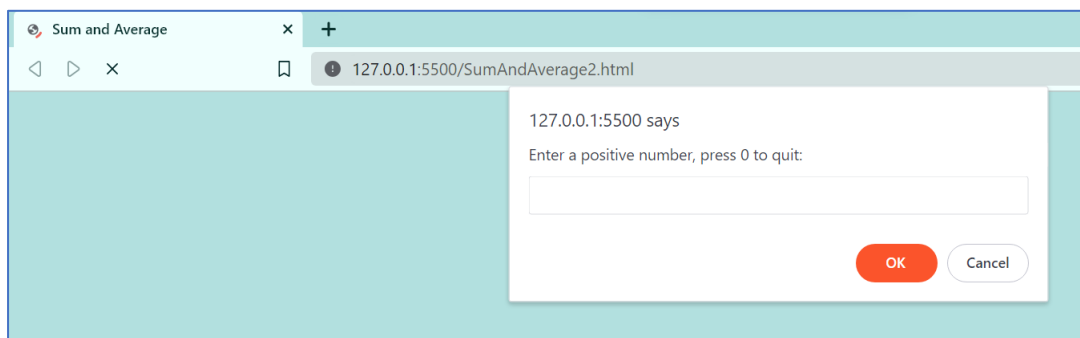 Sum and Average
127.0.0.1:5500/SumAndAverage2.html
127.0.0.1:5500 says
Enter a positive number, press 0 to quit:
OK Cancel